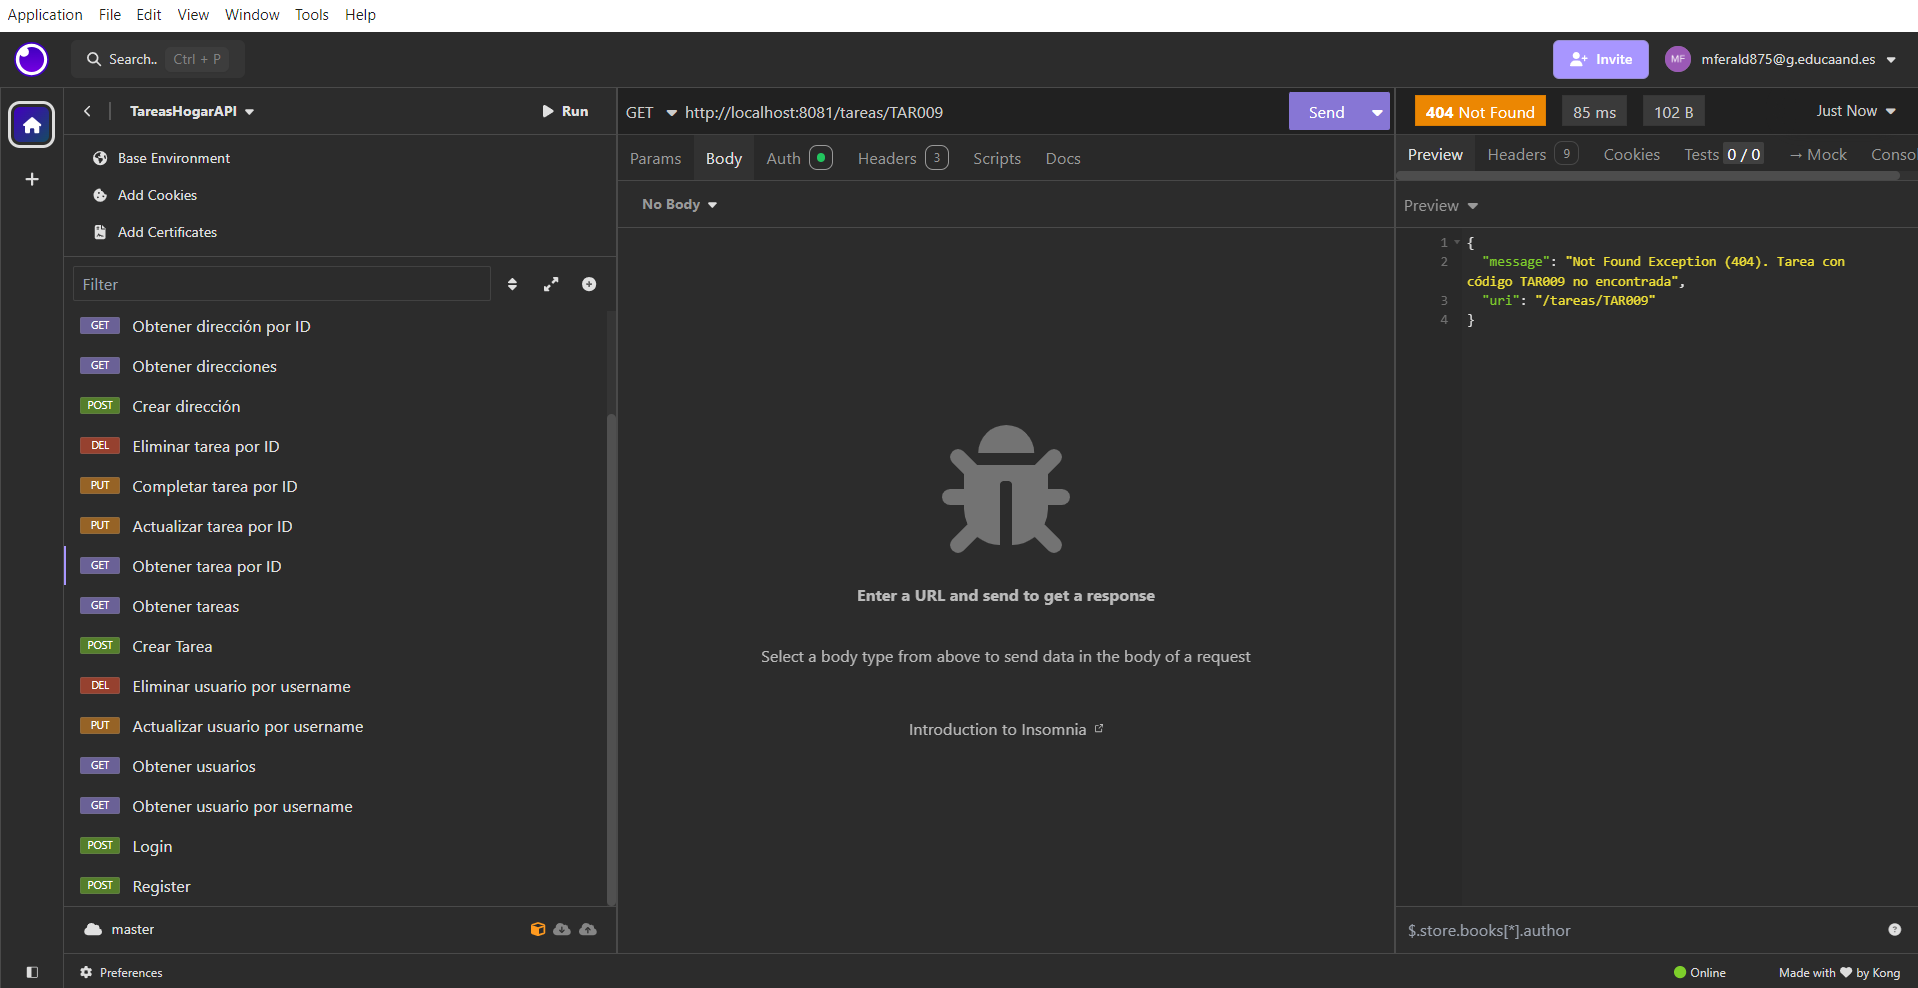 Application File Edit View Window Tools Help
Search.. Ctrl + P
Invite
MF mferald875@g.educaand.es
TareasHogarAPI
Run
Base Environment
Add Cookies
Add Certificates
Filter
GET Obtener dirección por ID
GET Obtener direcciones
POST Crear dirección
DEL Eliminar tarea por ID
PUT Completar tarea por ID
PUT Actualizar tarea por ID
GET Obtener tarea por ID
GET Obtener tareas
POST Crear Tarea
DEL Eliminar usuario por username
PUT Actualizar usuario por username
GET Obtener usuarios
GET Obtener usuario por username
POST Login
POST Register
master
Preferences
GET http://localhost:8081/tareas/TAR009
Send
Params Body Auth Headers 3 Scripts Docs
No Body
Enter a URL and send to get a response
Select a body type from above to send data in the body of a request
Introduction to Insomnia
404 Not Found 85 ms 102 B Just Now
Preview Headers 9 Cookies Tests 0 / 0 → Mock Conso
Preview
1 {
2 "message": "Not Found Exception (404). Tarea con
código TAR009 no encontrada",
3 "uri": "/tareas/TAR009"
4 }
$.store.books[*].author
Online
Made with ❤ by Kong